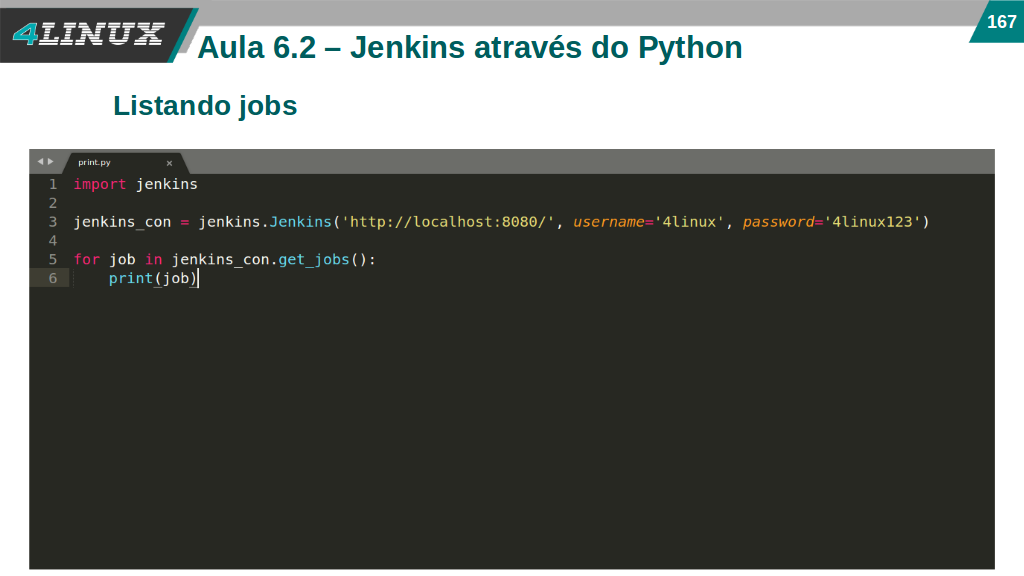 4LINUX
167
Aula 6.2 – Jenkins através do Python
Listando jobs
print.py ×
1 import jenkins
2
3 jenkins_con = jenkins.Jenkins('http://localhost:8080/', username='4linux', password='4linux123')
4
5 for job in jenkins_con.get_jobs():
6     print(job)